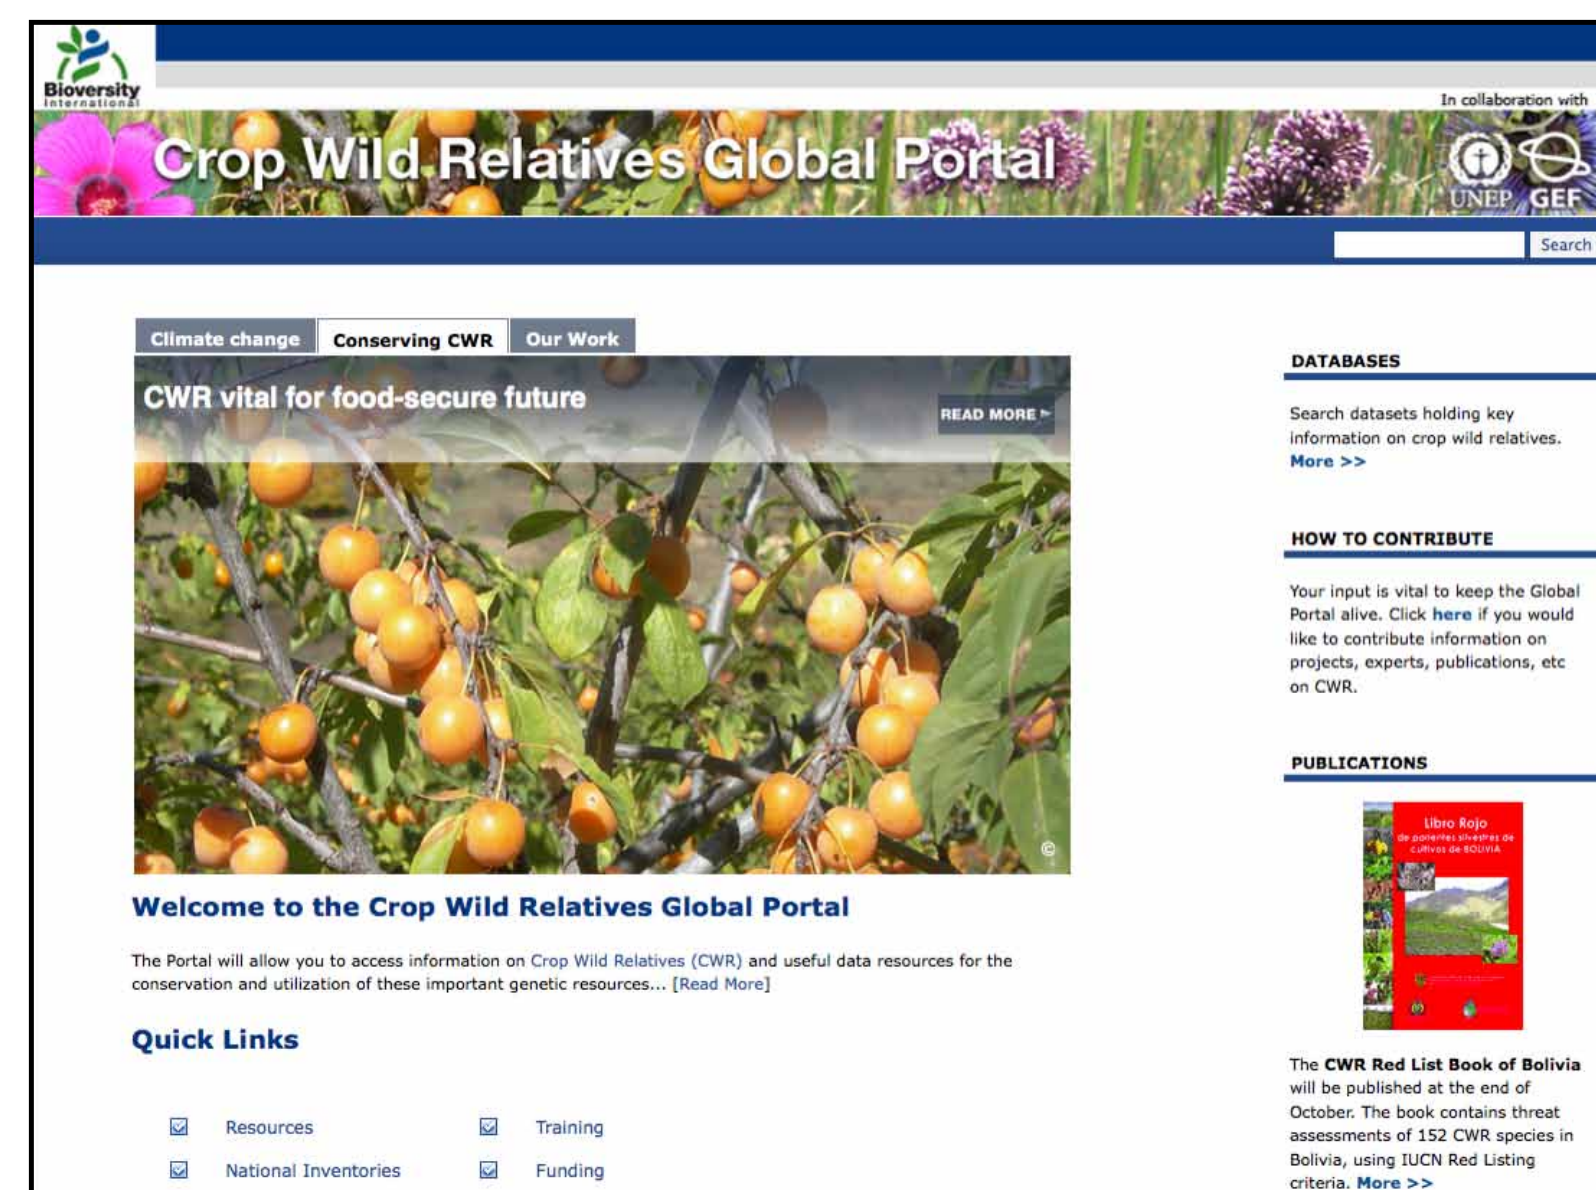 Bioversity
International
In collaboration with
Crop Wild Relatives Global Portal
UNEP GEF
Search
Climate change Conserving CWR Our Work
CWR vital for food-secure future
READ MORE
©
Welcome to the Crop Wild Relatives Global Portal
The Portal will allow you to access information on Crop Wild Relatives (CWR) and useful data resources for the
conservation and utilization of these important genetic resources... [Read More]
Quick Links
Resources Training
National Inventories Funding
DATABASES
Search datasets holding key
information on crop wild relatives.
More >>
HOW TO CONTRIBUTE
Your input is vital to keep the Global
Portal alive. Click here if you would
like to contribute information on
projects, experts, publications, etc
on CWR.
PUBLICATIONS
Libro Rojo
de parientes silvestres de
cultivos de BOLIVIA
The CWR Red List Book of Bolivia
will be published at the end of
October. The book contains threat
assessments of 152 CWR species in
Bolivia, using IUCN Red Listing
criteria. More >>